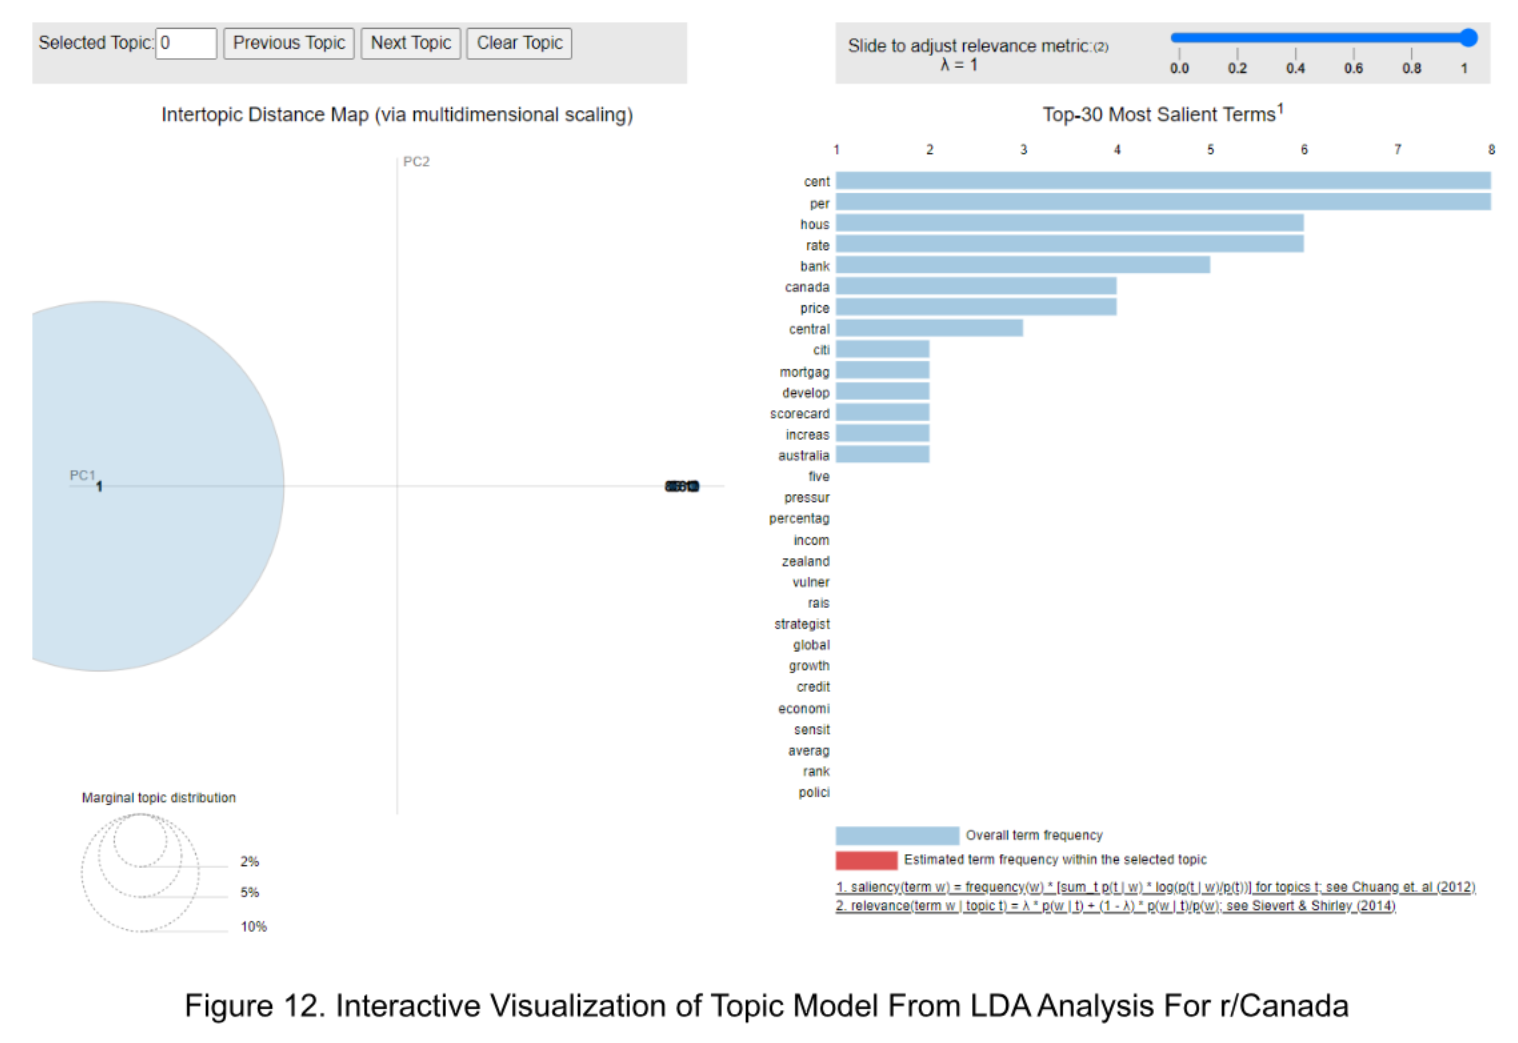 Selected Topic: 0 Previous Topic Next Topic Clear Topic
Slide to adjust relevance metric:(2)
λ = 1
0.0 0.2 0.4 0.6 0.8 1
Intertopic Distance Map (via multidimensional scaling)
PC2
PC1
1
Marginal topic distribution
2%
5%
10%
Top-30 Most Salient Terms1
1 2 3 4 5 6 7 8
cent
per
hous
rate
bank
canada
price
central
citi
mortgag
develop
scorecard
increas
australia
five
pressur
percentag
incom
zealand
vulner
rais
strategist
global
growth
credit
economi
sensit
averag
rank
polici
Overall term frequency
Estimated term frequency within the selected topic
1. saliency(term w) = frequency(w) * [sum_t p(t | w) * log(p(t | w)/p(t))] for topics t; see Chuang et. al (2012)
2. relevance(term w | topic t) = λ * p(w | t) + (1 - λ) * p(w | t)/p(w); see Sievert & Shirley (2014)
Figure 12. Interactive Visualization of Topic Model From LDA Analysis For r/Canada